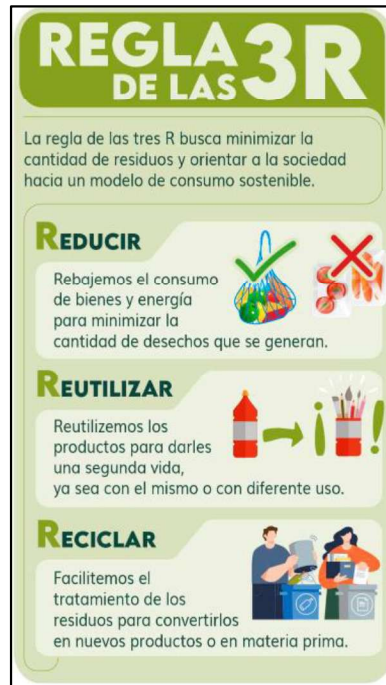 REGLA
DE LAS 3R
La regla de las tres R busca minimizar la
cantidad de residuos y orientar a la sociedad
hacia un modelo de consumo sostenible.
REDUCIR
Rebajemos el consumo
de bienes y energía
para minimizar la
cantidad de desechos que se generan.
REUTILIZAR
Reutilicemos los
productos para darles
una segunda vida,
ya sea con el mismo o con diferente uso.
¡ !
RECICLAR
Facilitemos el
tratamiento de los
residuos para convertirlos
en nuevos productos o en materia prima.